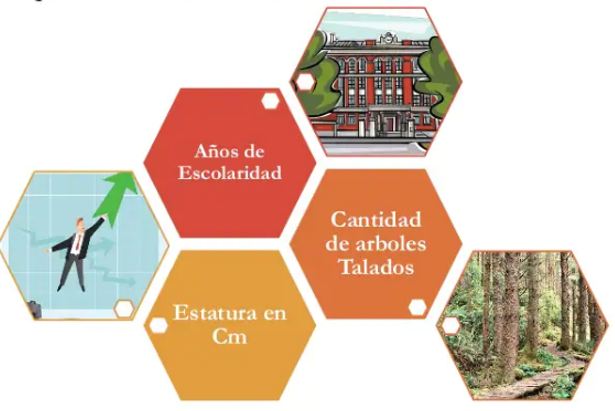 Años de
Escolaridad
Cantidad
de arboles
Talados
Estatura en
Cm